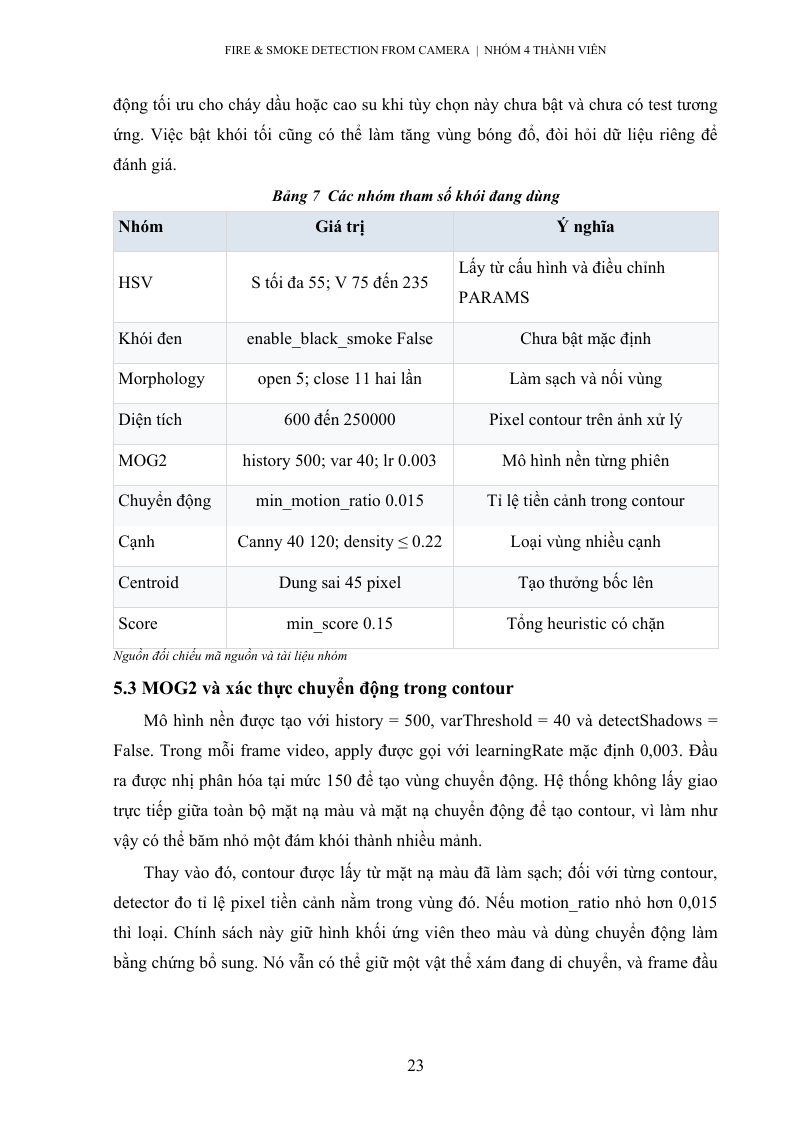 FIRE & SMOKE DETECTION FROM CAMERA | NHÓM 4 THÀNH VIÊN
động tối ưu cho cháy dầu hoặc cao su khi tùy chọn này chưa bật và chưa có test tương
ứng. Việc bật khói tối cũng có thể làm tăng vùng bóng đổ, đòi hỏi dữ liệu riêng để
đánh giá.
Bảng 7 Các nhóm tham số khói đang dùng
Nhóm Giá trị Ý nghĩa
HSV S tối đa 55; V 75 đến 235 Lấy từ cấu hình và điều chỉnh
PARAMS
Khói đen enable_black_smoke False Chưa bật mặc định
Morphology open 5; close 11 hai lần Làm sạch và nối vùng
Diện tích 600 đến 250000 Pixel contour trên ảnh xử lý
MOG2 history 500; var 40; lr 0.003 Mô hình nền từng phiên
Chuyển động min_motion_ratio 0.015 Tỉ lệ tiền cảnh trong contour
Cạnh Canny 40 120; density ≤ 0.22 Loại vùng nhiều cạnh
Centroid Dung sai 45 pixel Tạo thưởng bốc lên
Score min_score 0.15 Tổng heuristic có chặn
Nguồn đối chiếu mã nguồn và tài liệu nhóm
5.3 MOG2 và xác thực chuyển động trong contour
Mô hình nền được tạo với history = 500, varThreshold = 40 và detectShadows =
False. Trong mỗi frame video, apply được gọi với learningRate mặc định 0,003. Đầu
ra được nhị phân hóa tại mức 150 để tạo vùng chuyển động. Hệ thống không lấy giao
trực tiếp giữa toàn bộ mặt nạ màu và mặt nạ chuyển động để tạo contour, vì làm như
vậy có thể băm nhỏ một đám khói thành nhiều mảnh.
Thay vào đó, contour được lấy từ mặt nạ màu đã làm sạch; đối với từng contour,
detector đo tỉ lệ pixel tiền cảnh nằm trong vùng đó. Nếu motion_ratio nhỏ hơn 0,015
thì loại. Chính sách này giữ hình khối ứng viên theo màu và dùng chuyển động làm
bằng chứng bổ sung. Nó vẫn có thể giữ một vật thể xám đang di chuyển, và frame đầu
23